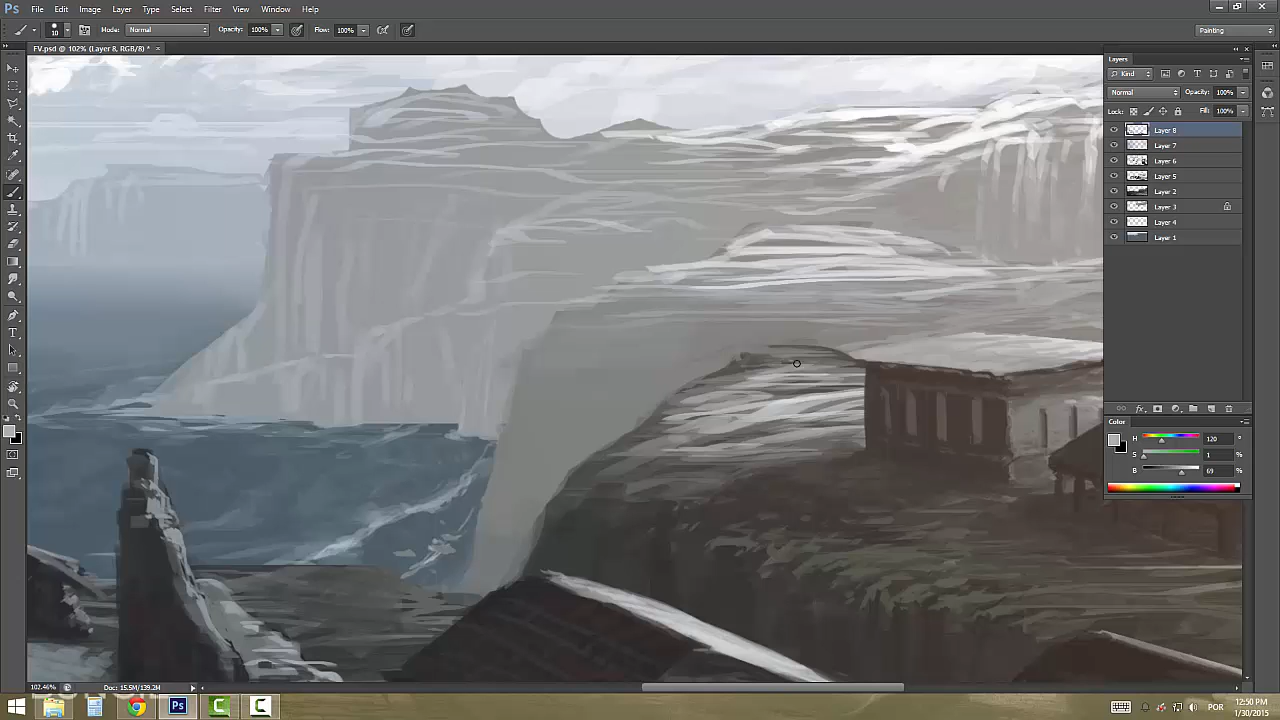 Ps File Edit Image Layer Type Select Filter View Window Help
10 Mode: Normal Opacity: 100% Flow: 100% Painting
FV.psd @ 102% (Layer 8, RGB/8) * ×
Layers
Kind
Normal Opacity: 100%
Lock: Fill: 100%
Layer 8
Layer 7
Layer 6
Layer 5
Layer 2
Layer 3
Layer 4
Layer 1
fx
Color
H 120 °
S 1 %
B 69 %
102.46% Doc: 15.5M/139.2M
Ps POR 12:50 PM
1/30/2015